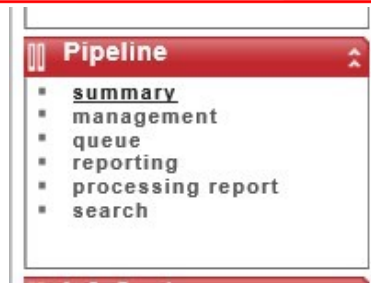 Pipeline
summary
management
queue
reporting
processing report
search